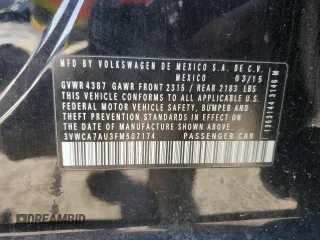 MFD BY VOLKSWAGEN DE MEXICO S.A. DE C.V.
MEXICO 03/15
GVWR 4387 GAWR FRONT 2315 / REAR 2183 LBS
THIS VEHICLE CONFORMS TO ALL APPLICABLE
FEDERAL MOTOR VEHICLE SAFETY, BUMPER AND
THEFT PREVENTION STANDARDS IN EFFECT ON THE
DATE OF MANUFACTURE SHOWN ABOVE
3VWCA7AU3FM507174 PASSENGER CAR
DREAMBID